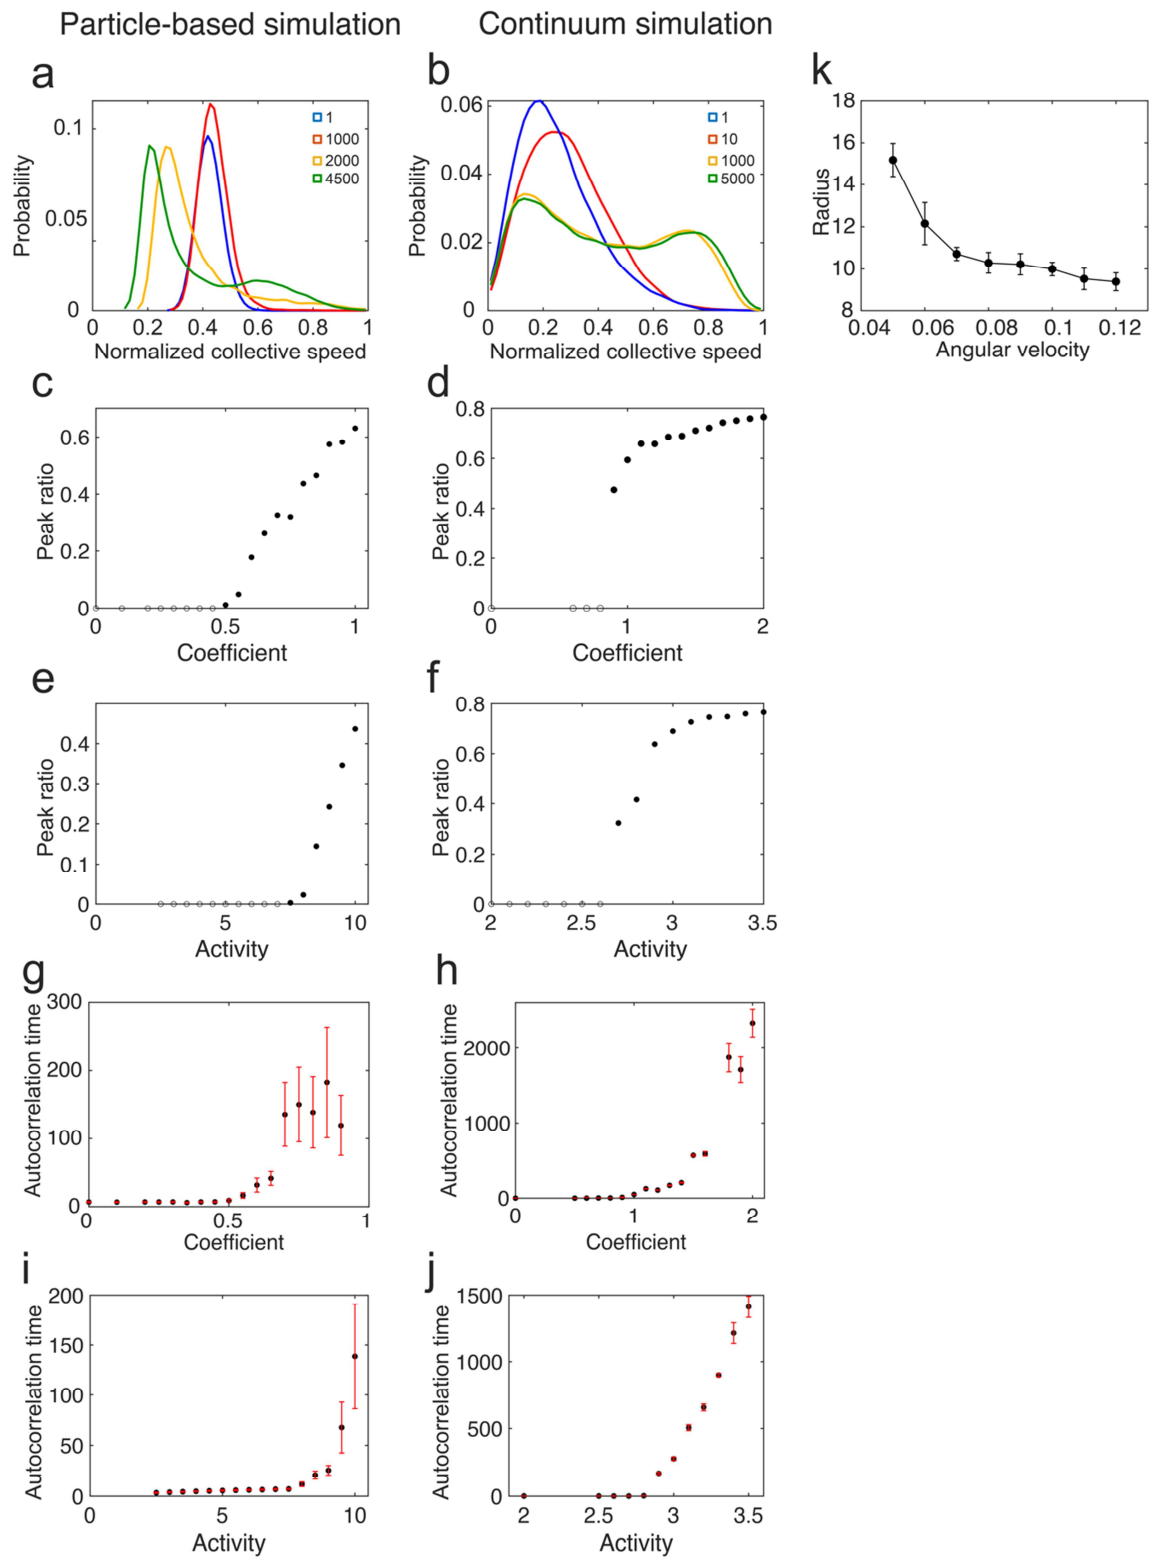 Particle-based simulation
Continuum simulation
a
Probability
0.1
0.05
0
0 0.2 0.4 0.6 0.8 1
Normalized collective speed
1
1000
2000
4500
b
Probability
0.06
0.04
0.02
0
0 0.2 0.4 0.6 0.8 1
Normalized collective speed
1
10
1000
5000
k
Radius
18
16
14
12
10
8
0.04 0.06 0.08 0.10 0.12
Angular velocity
c
Peak ratio
0.6
0.4
0.2
0
0 0.5 1
Coefficient
d
Peak ratio
0.8
0.6
0.4
0.2
0
0 1 2
Coefficient
e
Peak ratio
0.4
0.3
0.2
0.1
0
0 5 10
Activity
f
Peak ratio
0.8
0.6
0.4
0.2
0
2 2.5 3 3.5
Activity
g
Autocorrelation time
300
200
100
0
0 0.5 1
Coefficient
h
Autocorrelation time
2000
1000
0
0 1 2
Coefficient
i
Autocorrelation time
200
150
100
50
0
0 5 10
Activity
j
Autocorrelation time
1500
1000
500
0
2 2.5 3 3.5
Activity